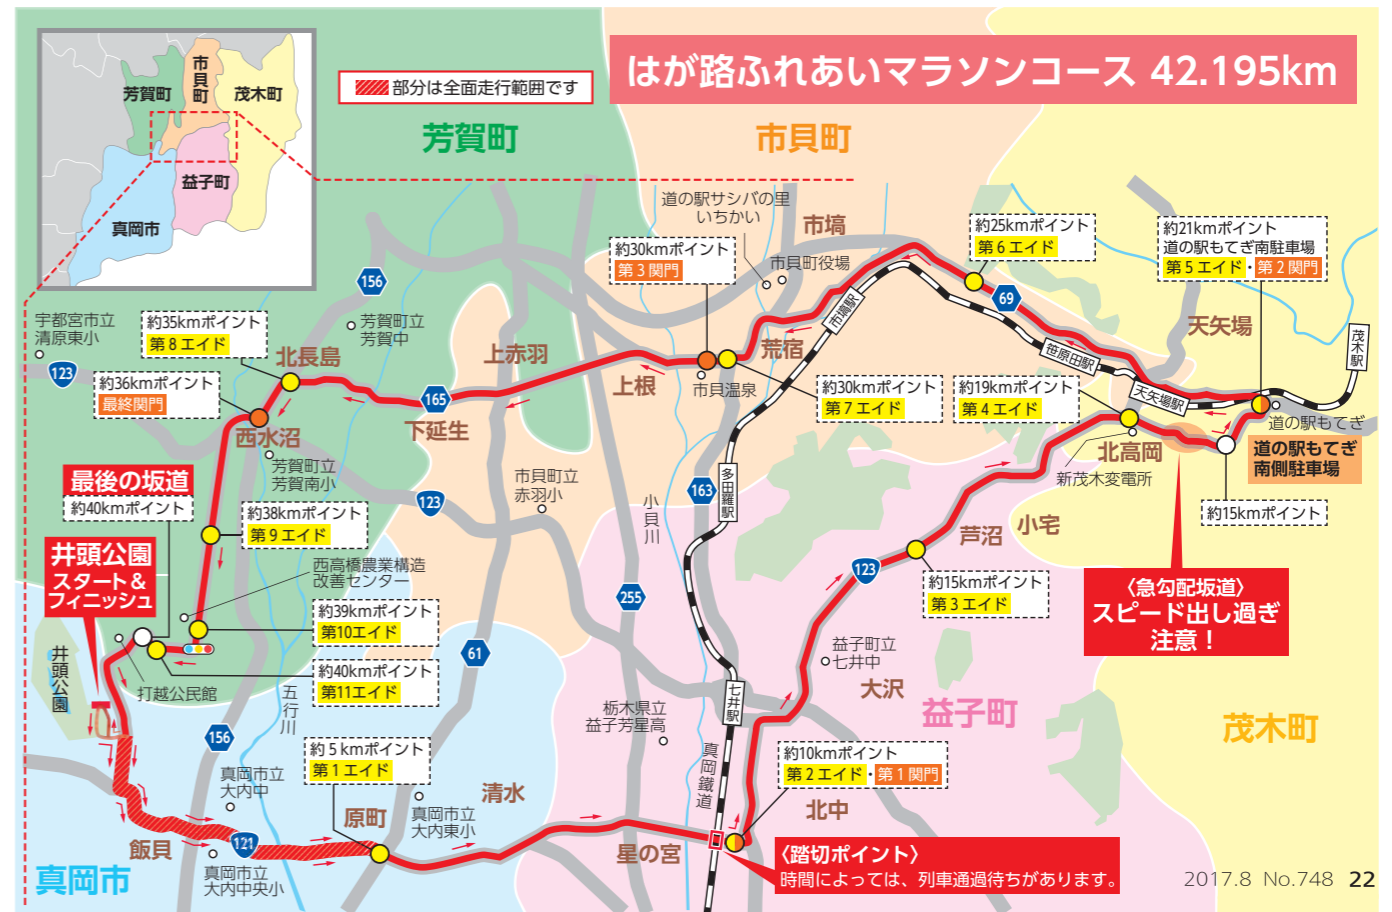 はが路ふれあいマラソンコース 42.195km
部分は全面走行範囲です
芳賀町
市貝町
茂木町
益子町
真岡市
芳賀町
市貝町
道の駅サシバの里
いちかい
市塙
市貝町役場
約30kmポイント
第3関門
約25kmポイント
第6エイド
約21kmポイント
道の駅もてぎ南駐車場
第5エイド・第2関門
69
156
天矢場
茂木駅
市塙駅
笹原田駅
天矢場駅
宇都宮市立
清原東小
123
約35kmポイント
第8エイド
芳賀町立
芳賀中
北長島
上赤羽
上根
荒宿
市貝温泉
約36kmポイント
最終関門
165
下延生
約30kmポイント
第7エイド
約19kmポイント
第4エイド
道の駅もてぎ
道の駅もてぎ
南側駐車場
北高岡
新茂木変電所
西水沼
芳賀町立
芳賀南小
市貝町立
赤羽小
123
小貝川
163
多田羅駅
約15kmポイント
最後の坂道
約40kmポイント
約38kmポイント
第9エイド
芦沼
小宅
井頭公園
スタート＆
フィニッシュ
西高橋農業構造
改善センター
約39kmポイント
第10エイド
約40kmポイント
第11エイド
255
123
約15kmポイント
第3エイド
〈急勾配坂道〉
スピード出し過ぎ
注意！
61
井頭公園
打越公民館
五行川
益子町立
七井中
大沢
七井駅
益子町
茂木町
栃木県立
益子芳星高
156
約5kmポイント
第1エイド
真岡鐵道
約10kmポイント
第2エイド・第1関門
真岡市立
大内中
清水
原町
真岡市立
大内東小
北中
121
飯貝
星の宮
〈踏切ポイント〉
時間によっては、列車通過待ちがあります。
真岡市
真岡市立
大内中央小
2017.8 No.748 22